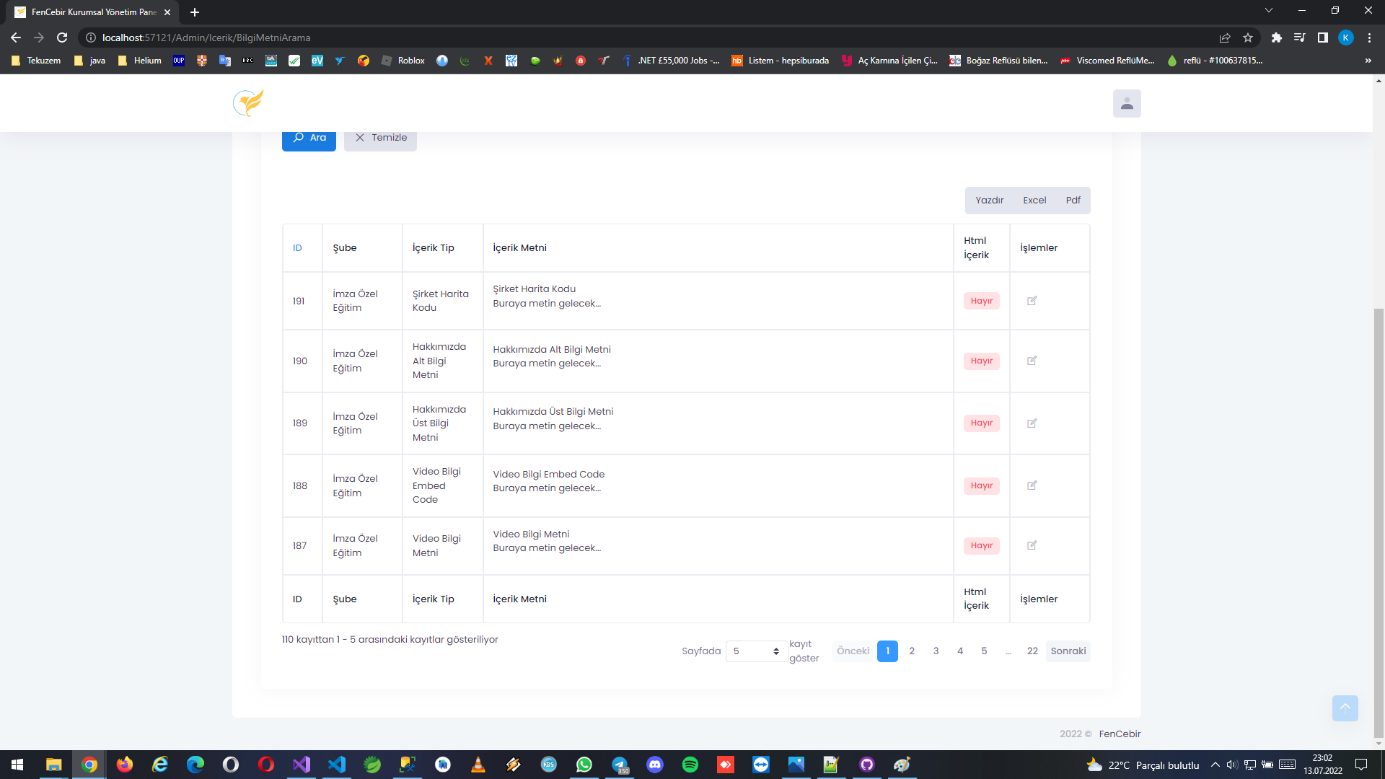 FenCebir Kurumsal Yönetim Pane
localhost:57121/Admin/Icerik/BilgiMetniArama
K
Tekuzem
java
Helium
OUP
BBC
eV
Roblox
.NET £55,000 Jobs -...
hb
Listem - hepsiburada
Aç Karnına İçilen Çi...
Boğaz Reflüsü bilen...
Viscomed RefluMe...
reflü - #100637815...
»
Ara
Temizle
Yazdır
Excel
Pdf
ID
Şube
İçerik Tip
İçerik Metni
Html
İçerik
İşlemler
191
İmza Özel
Eğitim
Şirket Harita
Kodu
Şirket Harita Kodu
Buraya metin gelecek...
Hayır
190
İmza Özel
Eğitim
Hakkımızda
Alt Bilgi
Metni
Hakkımızda Alt Bilgi Metni
Buraya metin gelecek...
Hayır
189
İmza Özel
Eğitim
Hakkımızda
Üst Bilgi
Metni
Hakkımızda Üst Bilgi Metni
Buraya metin gelecek...
Hayır
188
İmza Özel
Eğitim
Video Bilgi
Embed
Code
Video Bilgi Embed Code
Buraya metin gelecek...
Hayır
187
İmza Özel
Eğitim
Video Bilgi
Metni
Video Bilgi Metni
Buraya metin gelecek...
Hayır
ID
Şube
İçerik Tip
İçerik Metni
Html
İçerik
İşlemler
110 kayıttan 1 - 5 arasındaki kayıtlar gösteriliyor
Sayfada
5
kayıt
göster
Önceki
1
2
3
4
5
...
22
Sonraki
2022 © FenCebir
22°C Parçalı bulutlu
23:02
13.07.2022